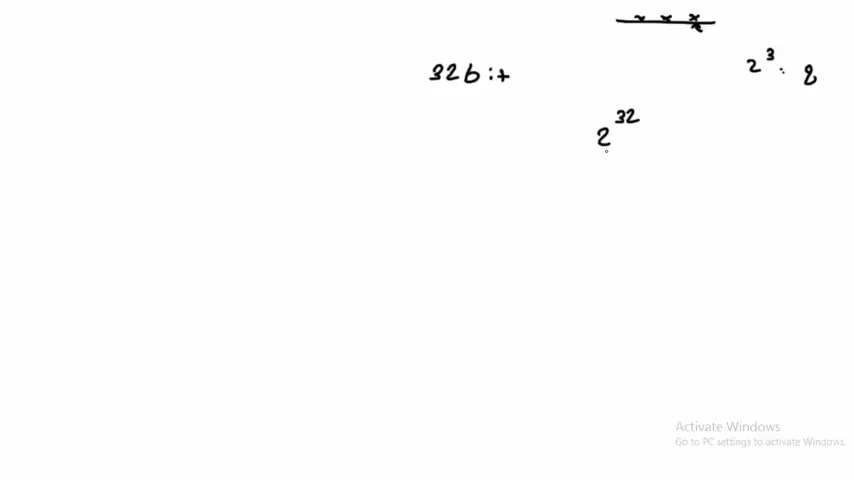 x x x
2³ : 8
32bit
2³²
Activate Windows
Go to PC settings to activate Windows.